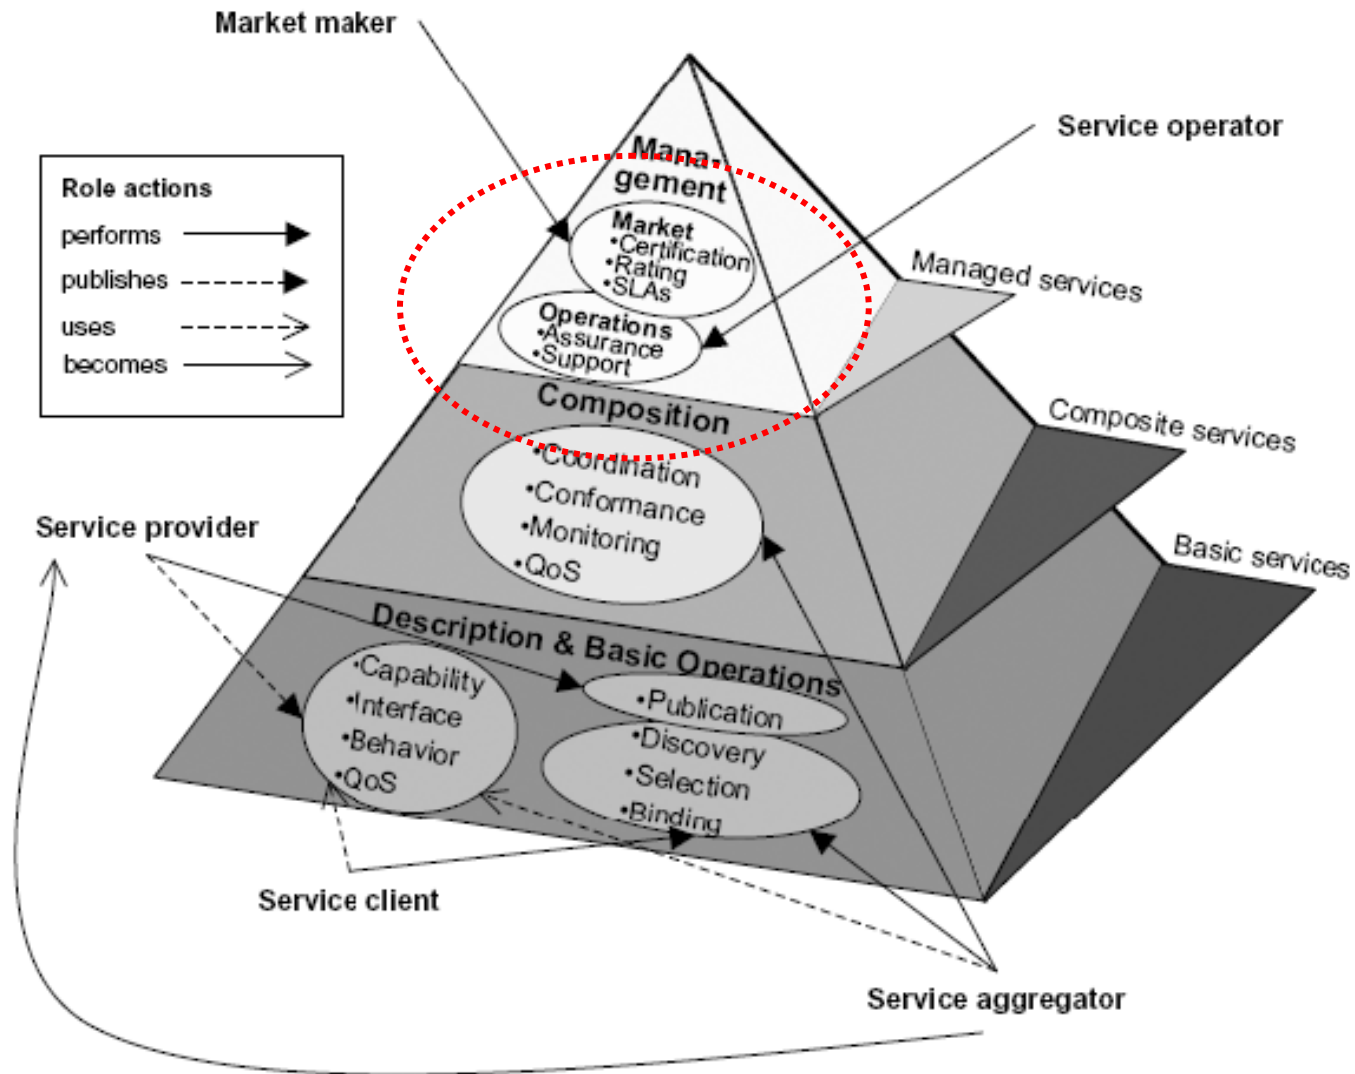 Market maker
Service operator
Role actions
performs
publishes
uses
becomes
Mana-
gement
Market
•Certification
•Rating
•SLAs
Operations
•Assurance
•Support
Managed services
Composition
•Coordination
•Conformance
•Monitoring
•QoS
Composite services
Service provider
Basic services
Description & Basic Operations
•Capability
•Interface
•Behavior
•QoS
•Publication
•Discovery
•Selection
•Binding
Service client
Service aggregator